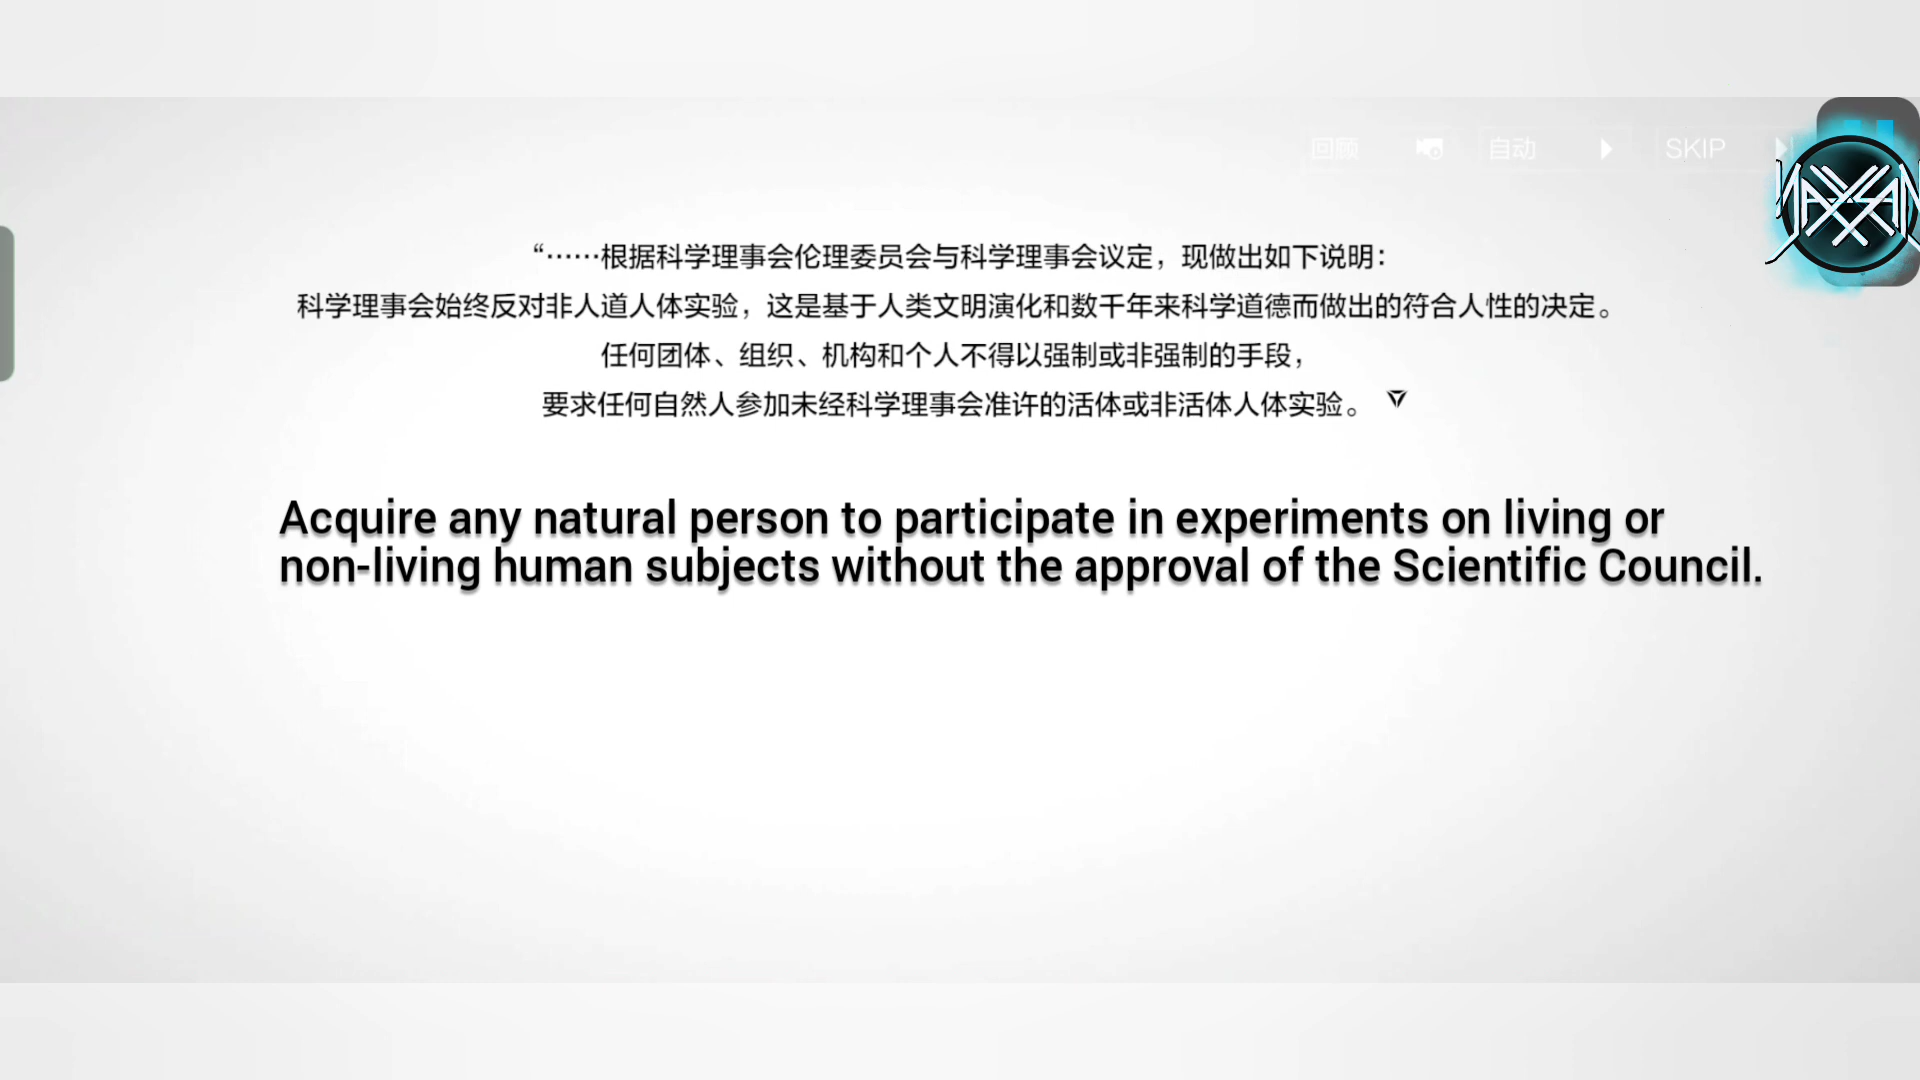 回顾
自动
SKIP
“……根据科学理事会伦理委员会与科学理事会议定，现做出如下说明：
科学理事会始终反对非人道人体实验，这是基于人类文明演化和数千年来科学道德而做出的符合人性的决定。
任何团体、组织、机构和个人不得以强制或非强制的手段，
要求任何自然人参加未经科学理事会准许的活体或非活体人体实验。
Acquire any natural person to participate in experiments on living or
non-living human subjects without the approval of the Scientific Council.